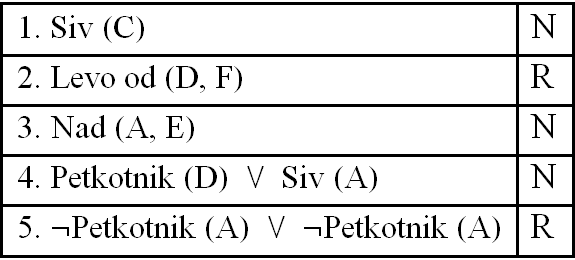 1. Siv (C) N
2. Levo od (D, F) R
3. Nad (A, E) N
4. Petkotnik (D) \/ Siv (A) N
5. ¬Petkotnik (A) \/ ¬Petkotnik (A) R